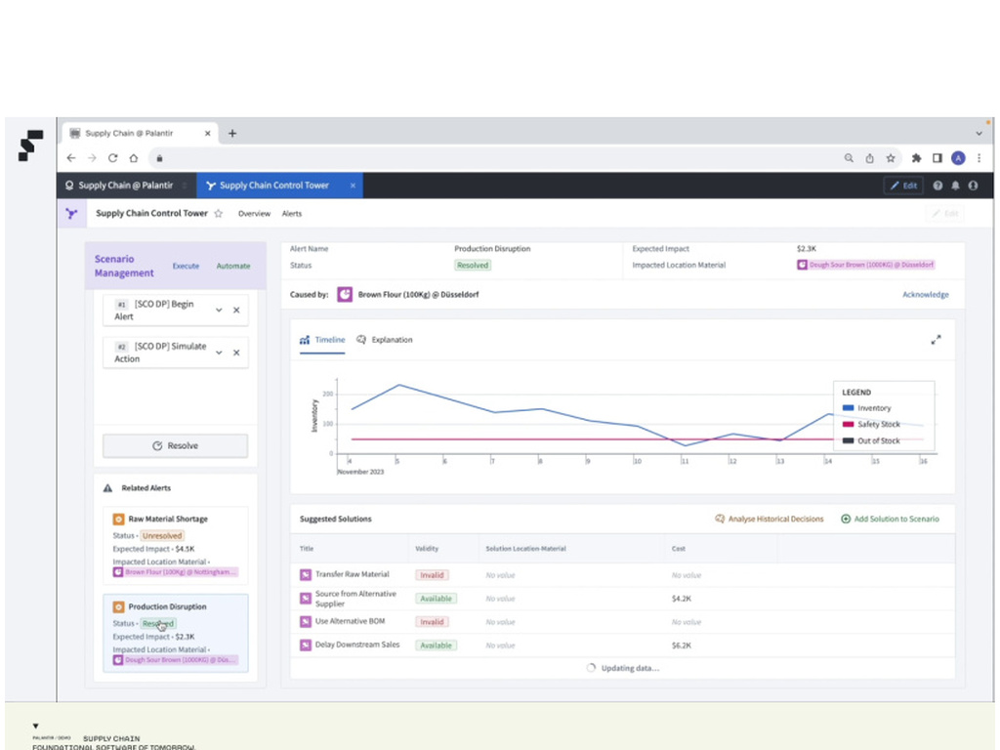 Supply Chain @ Palantir
Supply Chain @ Palantir
Supply Chain Control Tower
Edit
Supply Chain Control Tower
Overview
Alerts
Edit
Scenario
Management
Execute
Automate
#1 [SCO DP] Begin
Alert
#2 [SCO DP] Simulate
Action
Resolve
Related Alerts
Raw Material Shortage
Status • Unresolved
Expected Impact • $4.5K
Impacted Location Material •
Brown Flour (100Kg) @ Nottingham...
Production Disruption
Status • Resolved
Expected Impact • $2.3K
Impacted Location Material •
Dough Sour Brown (1000KG) @ Düs...
Alert Name Production Disruption
Status Resolved
Expected Impact $2.3K
Impacted Location Material Dough Sour Brown (1000KG) @ Düsseldorf
Caused by: Brown Flour (100Kg) @ Düsseldorf
Acknowledge
Timeline
Explanation
Inventory
200
100
0
4 5 6 7 8 9 10 11 12 13 14 15 16
November 2023
LEGEND
Inventory
Safety Stock
Out of Stock
Suggested Solutions
Analyse Historical Decisions
Add Solution to Scenario
Title Validity Solution Location-Material Cost
Transfer Raw Material Invalid No value No value
Source from Alternative
Supplier Available No value $4.2K
Use Alternative BOM Invalid No value No value
Delay Downstream Sales Available No value $6.2K
Updating data...
PALANTIR / DEMO SUPPLY CHAIN
FOUNDATIONAL SOFTWARE OF TOMORROW.